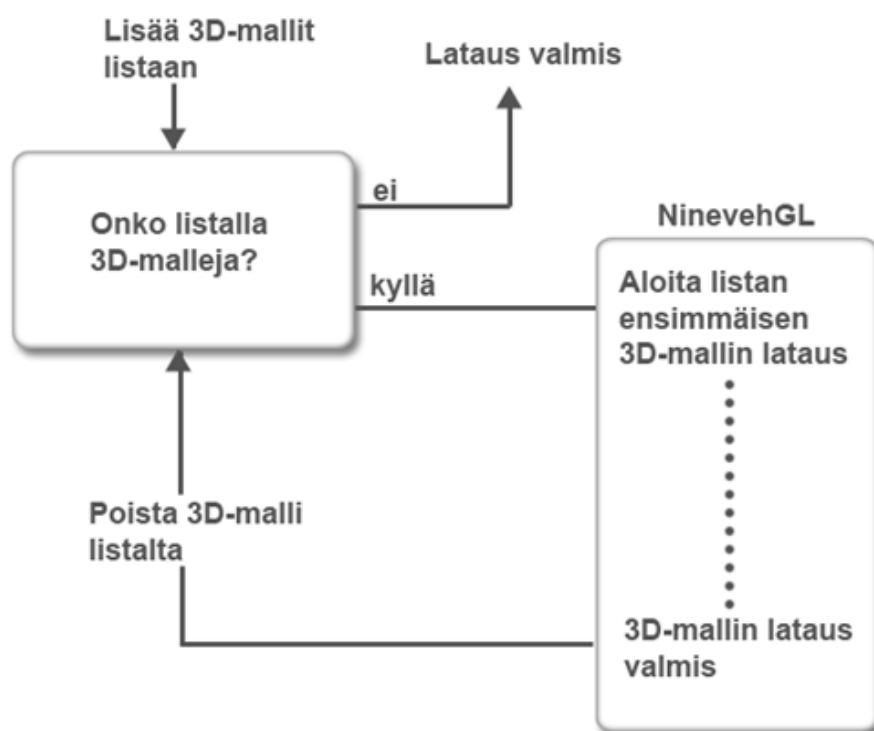 Lisää 3D-mallit
listaan
Lataus valmis
ei
Onko listalla
3D-malleja?
kyllä
NinevehGL
Aloita listan
ensimmäisen
3D-mallin lataus
3D-mallin lataus
valmis
Poista 3D-malli
listalta